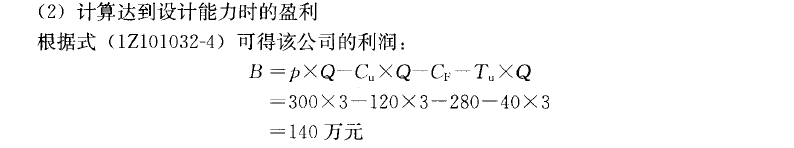 (2) 计算达到设计能力时的盈利
根据式（1Z101032-4）可得该公司的利润：
B＝p×Q－Cu×Q－CF－Tu×Q
＝300×3－120×3－280－40×3
＝140 万元